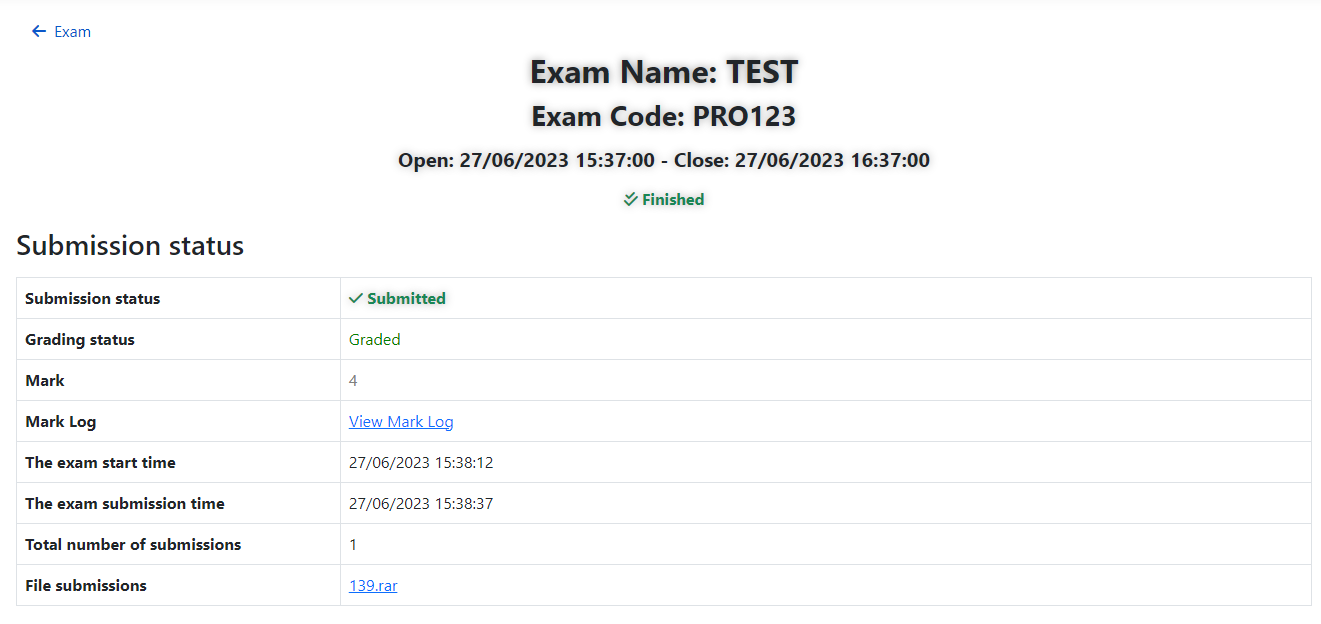 Exam
Exam Name: TEST
Exam Code: PRO123
Open: 27/06/2023 15:37:00 - Close: 27/06/2023 16:37:00
Finished
Submission status
Submission status Submitted
Grading status Graded
Mark 4
Mark Log View Mark Log
The exam start time 27/06/2023 15:38:12
The exam submission time 27/06/2023 15:38:37
Total number of submissions 1
File submissions 139.rar